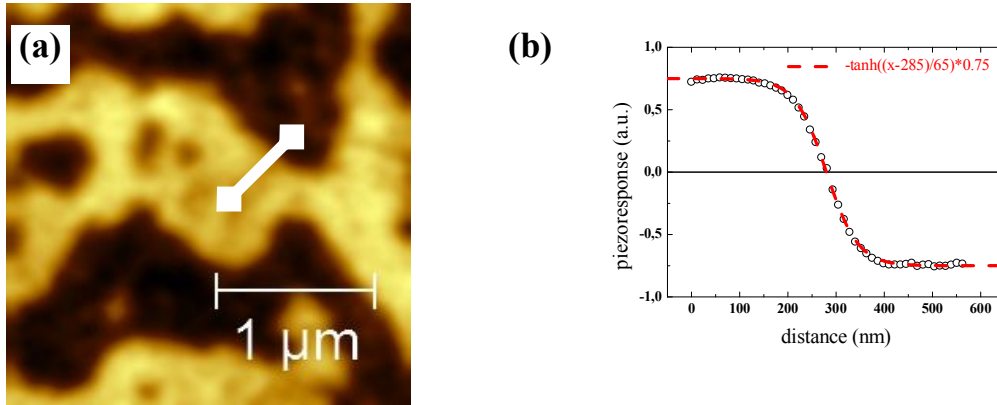 (a)
1 µm
(b)
-tanh((x-285)/65)*0.75
piezoresponse (a.u.)
1,0
0,5
0,0
-0,5
-1,0
0 100 200 300 400 500 600
distance (nm)